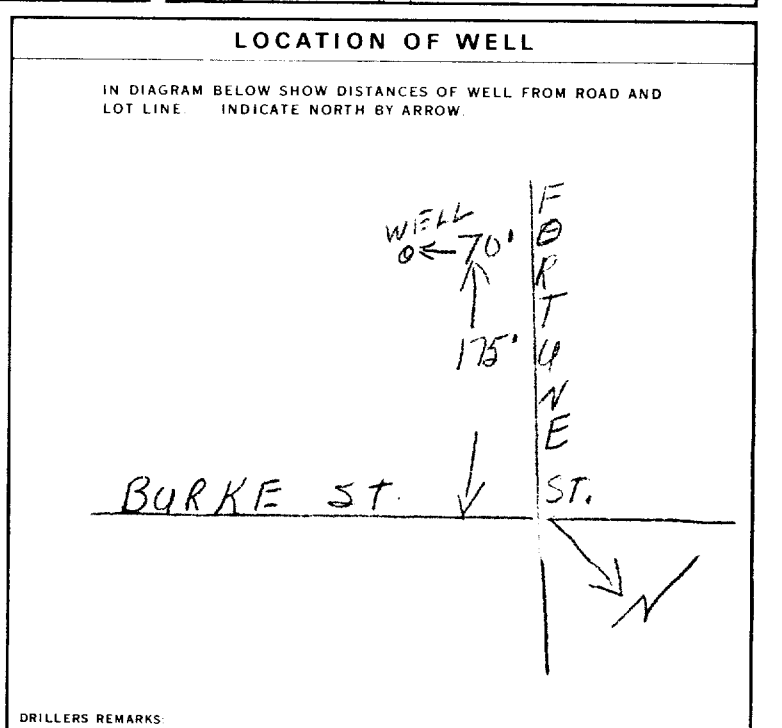 LOCATION OF WELL
IN DIAGRAM BELOW SHOW DISTANCES OF WELL FROM ROAD AND
LOT LINE. INDICATE NORTH BY ARROW.
WELL
70'
175'
FORTUNE
ST.
BURKE ST.
N
DRILLERS REMARKS: